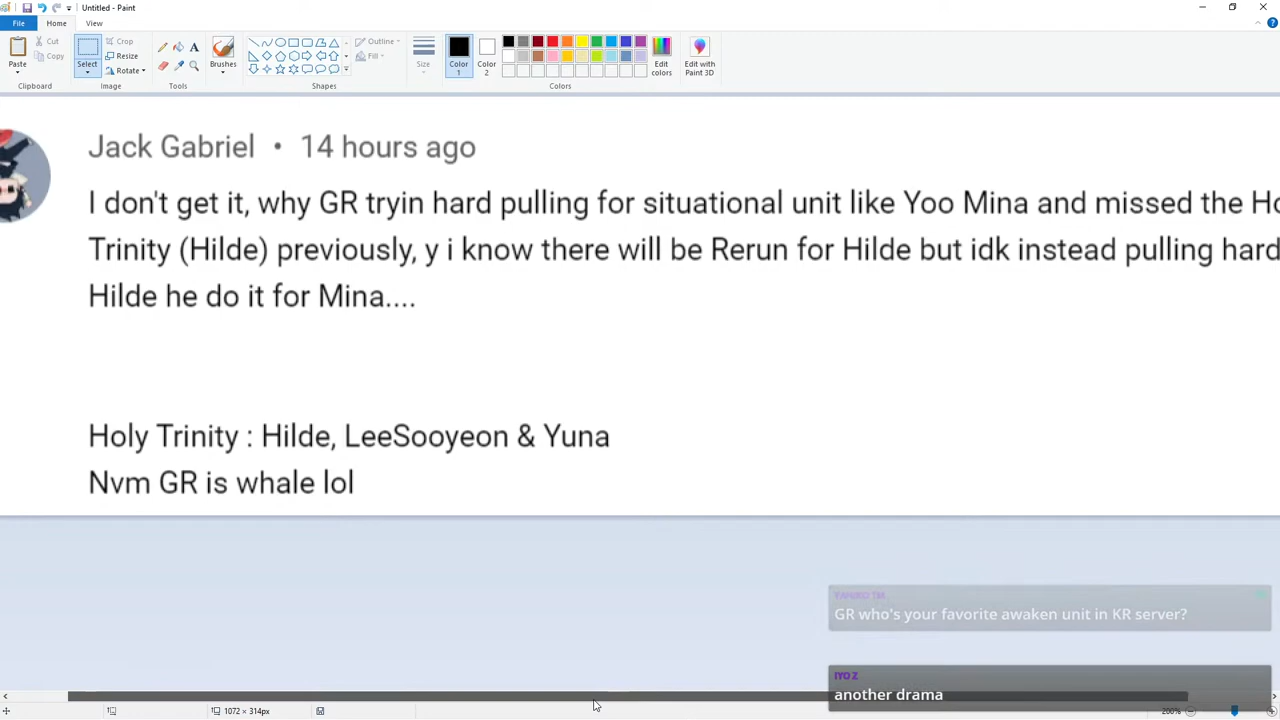 Untitled - Paint
File
Home
View
Paste
Cut
Copy
Clipboard
Select
Crop
Resize
Rotate
Image
Tools
Brushes
Shapes
Outline
Fill
Size
Color 1
Color 2
Edit colors
Edit with Paint 3D
Colors
Jack Gabriel • 14 hours ago
I don't get it, why GR tryin hard pulling for situational unit like Yoo Mina and missed the Ho
Trinity (Hilde) previously, y i know there will be Rerun for Hilde but idk instead pulling hard
Hilde he do it for Mina....
Holy Trinity : Hilde, LeeSooyeon & Yuna
Nvm GR is whale lol
GR who's your favorite awaken unit in KR server?
IYO Z
another drama
1072 × 314px
200%